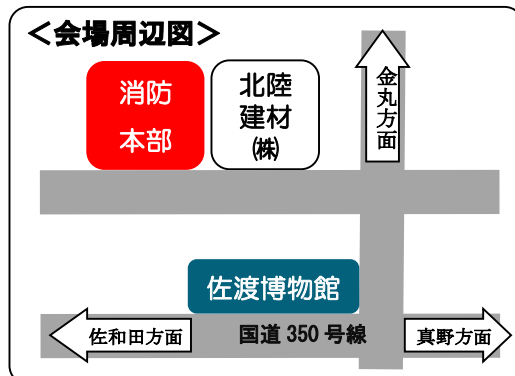 ＜会場周辺図＞
消防
本部
北陸
建材
㈱
金丸方面
佐渡博物館
佐和田方面
国道 350 号線
真野方面